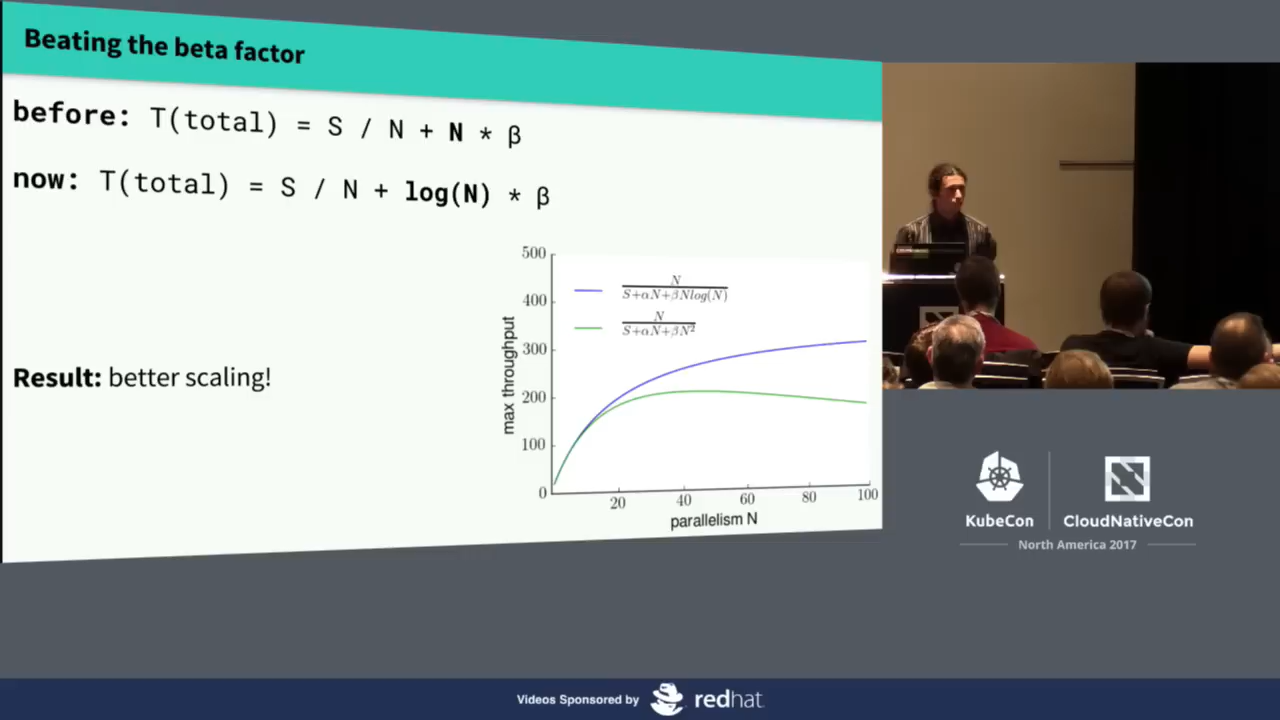 Beating the beta factor
before: T(total) = S / N + N * β
now: T(total) = S / N + log(N) * β
Result: better scaling!
500
400
300
200
100
0
max throughput
N
S+αN+βNlog(N)
N
S+αN+βN²
20 40 60 80 100
parallelism N
KubeCon
CloudNativeCon
North America 2017
Videos Sponsored by
redhat.